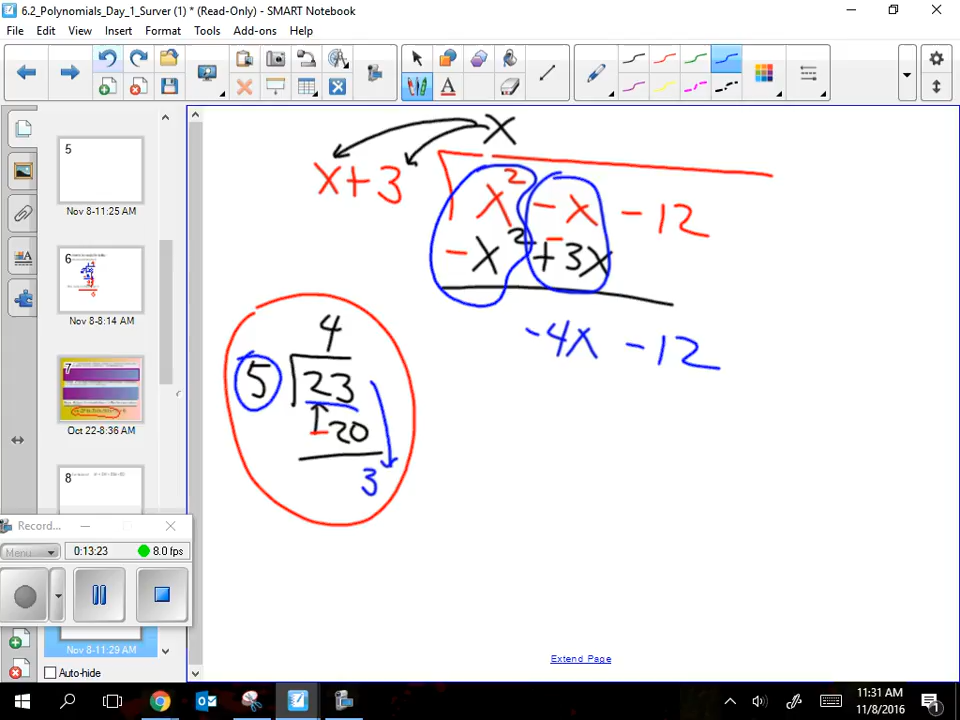 6.2_Polynomials_Day_1_Surver (1) * (Read-Only) - SMART Notebook
File Edit View Insert Format Tools Add-ons Help
5
Nov 8-11:25 AM
6
Nov 8-8:14 AM
7
Oct 22-8:36 AM
8
Record...
Menu
0:13:23 8.0 fps
Nov 8-11:29 AM
Auto-hide
x
x+3
x² -x -12
-x² +3x
-
-4x -12
4
5 23
-20
3
Extend Page
11:31 AM
11/8/2016
1